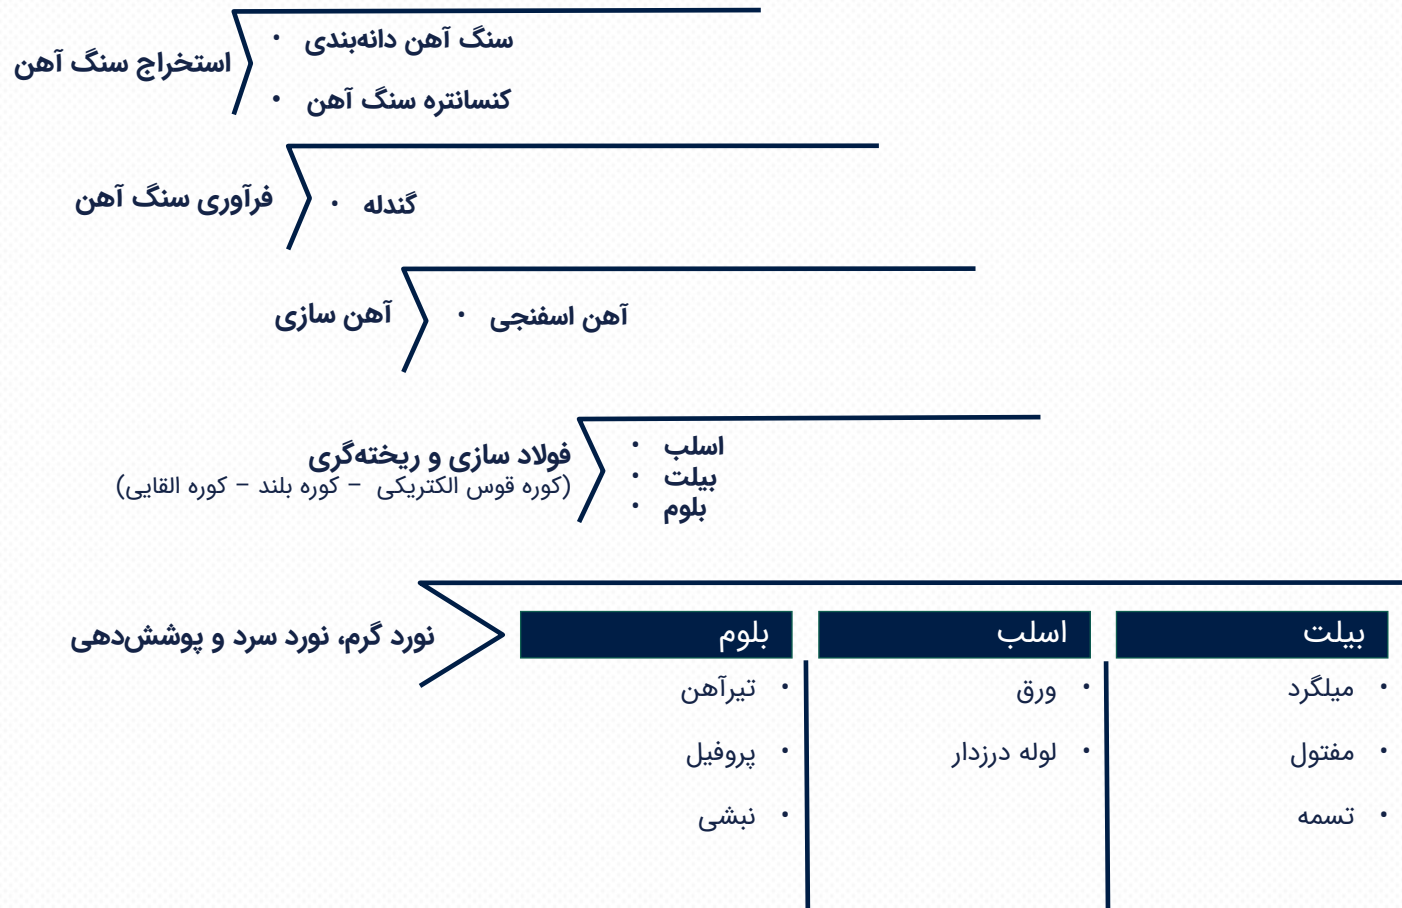 استخراج سنگ آهن
• سنگ آهن دانه‌بندی
• کنسانتره سنگ آهن
فرآوری سنگ آهن
• گندله
آهن سازی
• آهن اسفنجی
فولاد سازی و ریخته‌گری
(کوره قوس الکتریکی – کوره بلند – کوره القایی)
• اسلب
• بیلت
• بلوم
نورد گرم، نورد سرد و پوشش‌دهی
بیلت
• میلگرد
• مفتول
• تسمه
اسلب
• ورق
• لوله درزدار
بلوم
• تیرآهن
• پروفیل
• نبشی